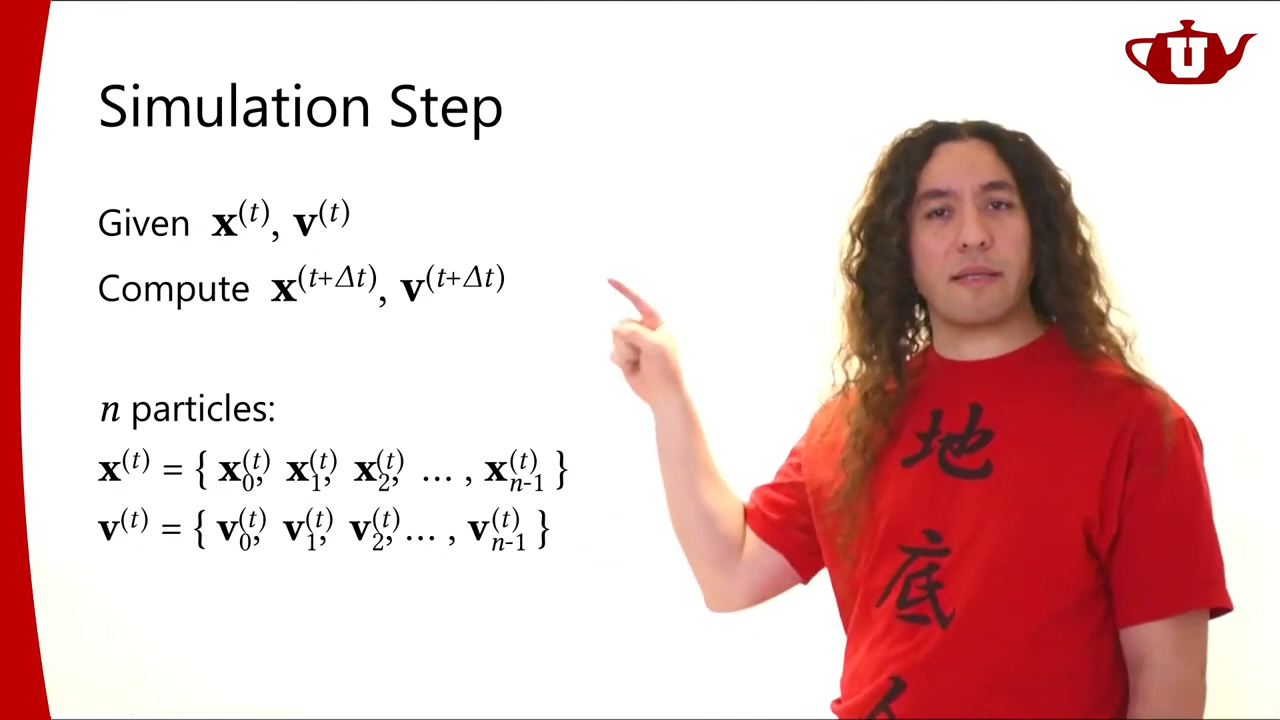 Simulation Step
U
Given x^(t), v^(t)
Compute x^(t+Δt), v^(t+Δt)
n particles:
x^(t) = { x_0^(t), x_1^(t), x_2^(t), … , x_{n-1}^(t) }
v^(t) = { v_0^(t), v_1^(t), v_2^(t), … , v_{n-1}^(t) }
地
底